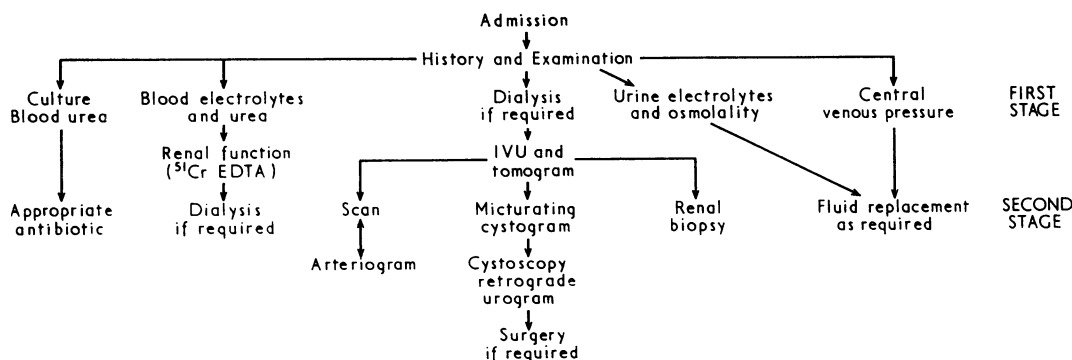 Admission
History and Examination
Culture
Blood urea
Blood electrolytes
and urea
Dialysis
if required
Urine electrolytes
and osmolality
Central
venous pressure
FIRST
STAGE
Renal function
(⁵¹Cr EDTA)
IVU and
tomogram
Appropriate
antibiotic
Dialysis
if required
Scan
Micturating
cystogram
Renal
biopsy
Fluid replacement
as required
SECOND
STAGE
Arteriogram
Cystoscopy
retrograde
urogram
Surgery
if required